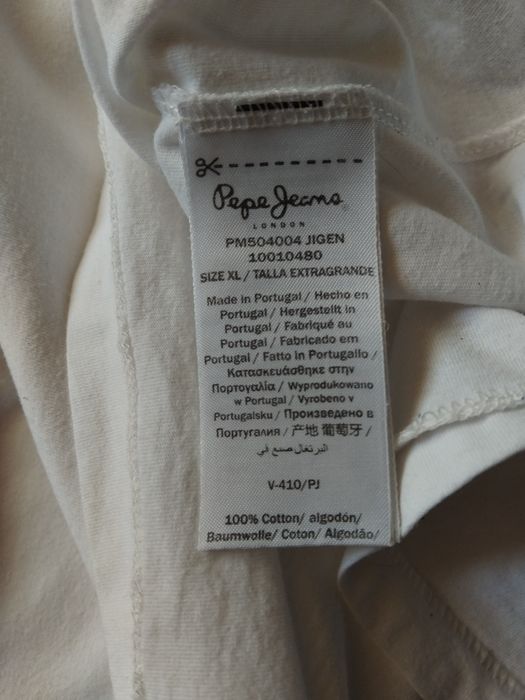 Pepe Jeans
LONDON
PM504004 JIGEN
10010480
SIZE XL / TALLA EXTRAGRANDE
Made in Portugal / Hecho en
Portugal / Hergestellt in
Portugal / Fabriqué au
Portugal / Fabricado em
Portugal / Fatto in Portugallo /
Κατασκευάσθηκε στην
Πορτογαλία / Wyprodukowano
w Portugal / Vyrobeno v
Portugalsku / Произведено в
Португалия / 产地 葡萄牙 /
البرتغال صنع في
V-410/PJ
100% Cotton/ algodón/
Baumwolle/ Coton/ Algodão/